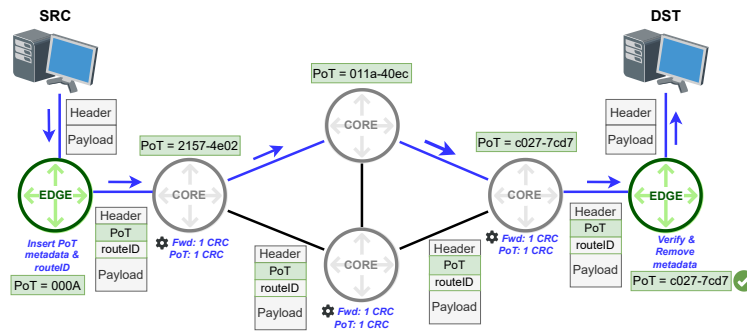 SRC
DST
PoT = 011a-40ec
Header
Payload
PoT = 2157-4e02
CORE
PoT = c027-7cd7
Header
Payload
EDGE
CORE
CORE
EDGE
Insert PoT
metadata &
routeID
PoT = 000A
Header
PoT
routeID
Payload
Fwd: 1 CRC
PoT: 1 CRC
Header
PoT
routeID
Payload
CORE
Fwd: 1 CRC
PoT: 1 CRC
Header
PoT
routeID
Payload
Fwd: 1 CRC
PoT: 1 CRC
Header
PoT
routeID
Payload
Verify &
Remove
metadata
PoT = c027-7cd7